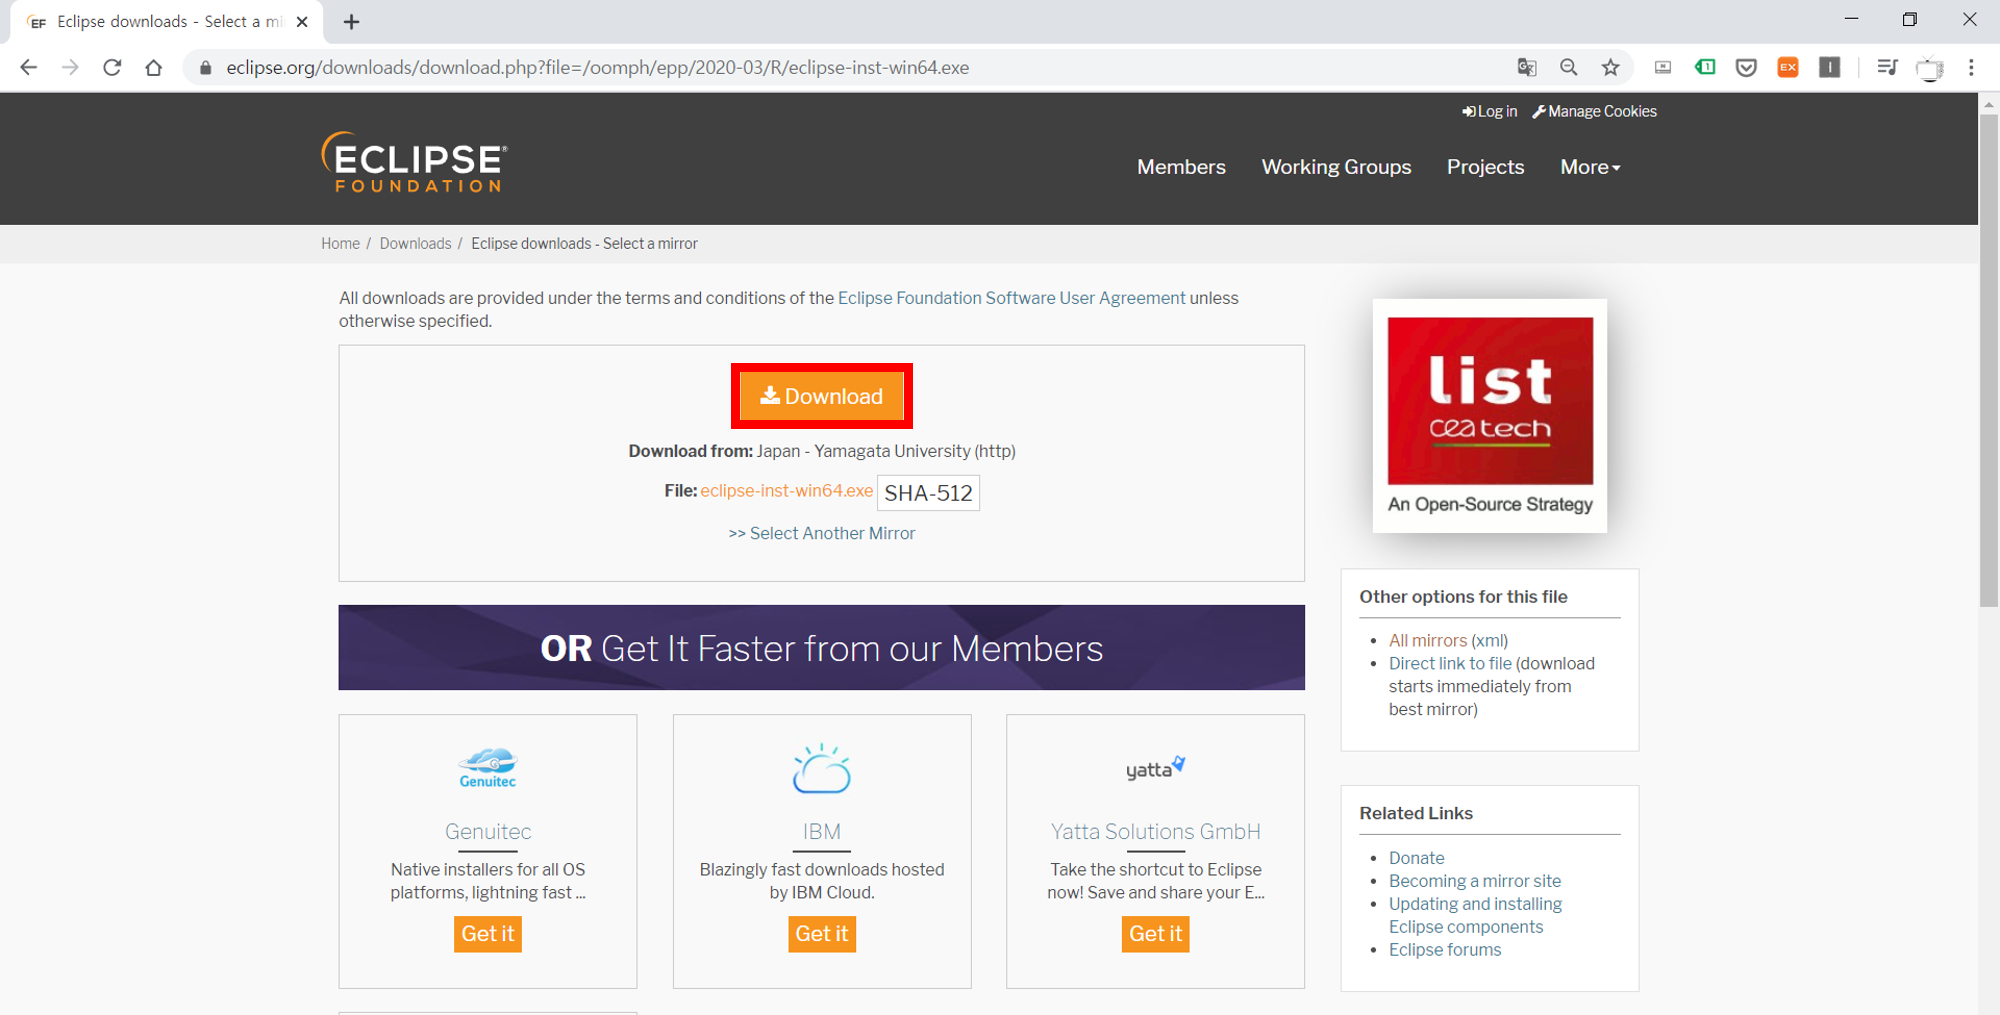 EF Eclipse downloads - Select a mi
eclipse.org/downloads/download.php?file=/oomph/epp/2020-03/R/eclipse-inst-win64.exe
1
EX
Log in Manage Cookies
ECLIPSE®
FOUNDATION
Members Working Groups Projects More
Home / Downloads / Eclipse downloads - Select a mirror
All downloads are provided under the terms and conditions of the Eclipse Foundation Software User Agreement unless
otherwise specified.
Download
Download from: Japan - Yamagata University (http)
File: eclipse-inst-win64.exe SHA-512
>> Select Another Mirror
OR Get It Faster from our Members
Genuitec
Genuitec
Native installers for all OS
platforms, lightning fast ...
Get it
IBM
Blazingly fast downloads hosted
by IBM Cloud.
Get it
yatta
Yatta Solutions GmbH
Take the shortcut to Eclipse
now! Save and share your E...
Get it
list
ceatech
An Open-Source Strategy
Other options for this file
All mirrors (xml)
Direct link to file (download
starts immediately from
best mirror)
Related Links
Donate
Becoming a mirror site
Updating and installing
Eclipse components
Eclipse forums